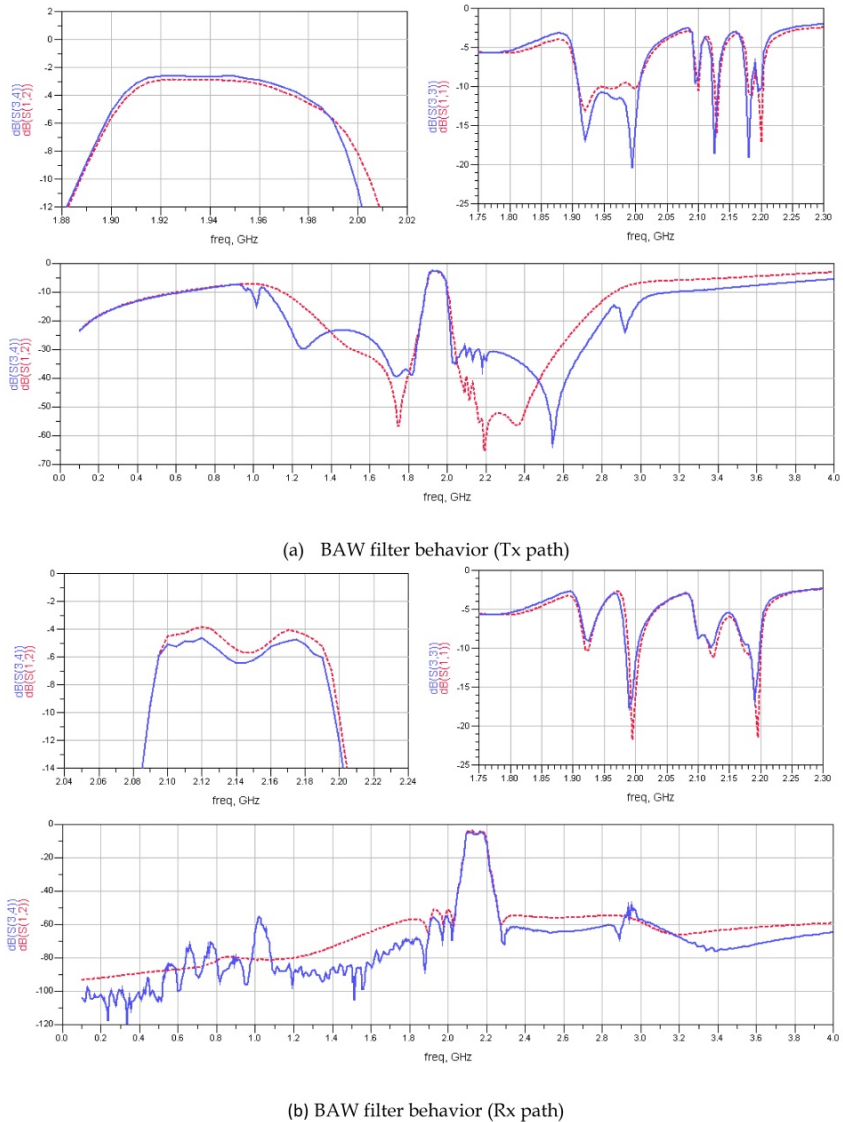 2
0
-2
-4
-6
-8
-10
-12
dB(S(3,4))
dB(S(1,2))
1.88 1.90 1.92 1.94 1.96 1.98 2.00 2.02
freq, GHz
0
-5
-10
-15
-20
-25
dB(S(3,3))
dB(S(1,1))
1.75 1.80 1.85 1.90 1.95 2.00 2.05 2.10 2.15 2.20 2.25 2.30
freq, GHz
0
-10
-20
-30
-40
-50
-60
-70
dB(S(3,4))
dB(S(1,2))
0.0 0.2 0.4 0.6 0.8 1.0 1.2 1.4 1.6 1.8 2.0 2.2 2.4 2.6 2.8 3.0 3.2 3.4 3.6 3.8 4.0
freq, GHz
(a) BAW filter behavior (Tx path)
0
-2
-4
-6
-8
-10
-12
-14
dB(S(3,4))
dB(S(1,2))
2.04 2.06 2.08 2.10 2.12 2.14 2.16 2.18 2.20 2.22 2.24
freq, GHz
0
-5
-10
-15
-20
-25
dB(S(3,3))
dB(S(1,1))
1.75 1.80 1.85 1.90 1.95 2.00 2.05 2.10 2.15 2.20 2.25 2.30
freq, GHz
0
-20
-40
-60
-80
-100
-120
dB(S(3,4))
dB(S(1,2))
0.0 0.2 0.4 0.6 0.8 1.0 1.2 1.4 1.6 1.8 2.0 2.2 2.4 2.6 2.8 3.0 3.2 3.4 3.6 3.8 4.0
freq, GHz
(b) BAW filter behavior (Rx path)